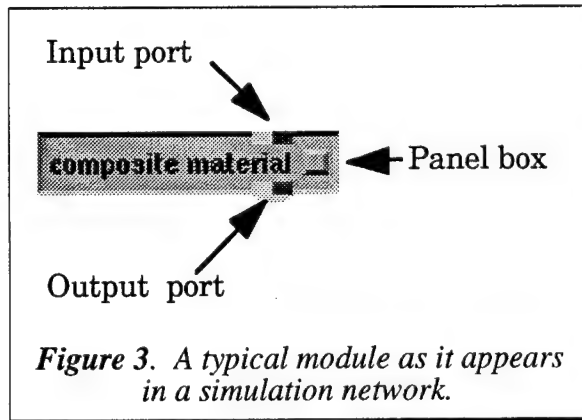 Input port
composite material
Panel box
Output port
Figure 3. A typical module as it appears
in a simulation network.